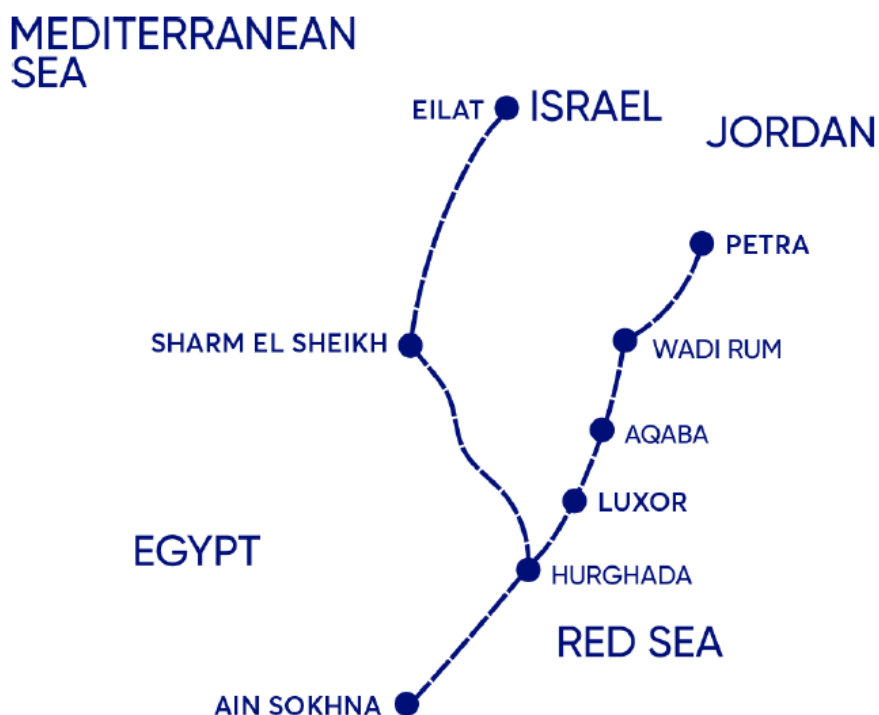 MEDITERRANEAN
SEA
EILAT
ISRAEL
JORDAN
PETRA
SHARM EL SHEIKH
WADI RUM
AQABA
LUXOR
EGYPT
HURGHADA
RED SEA
AIN SOKHNA